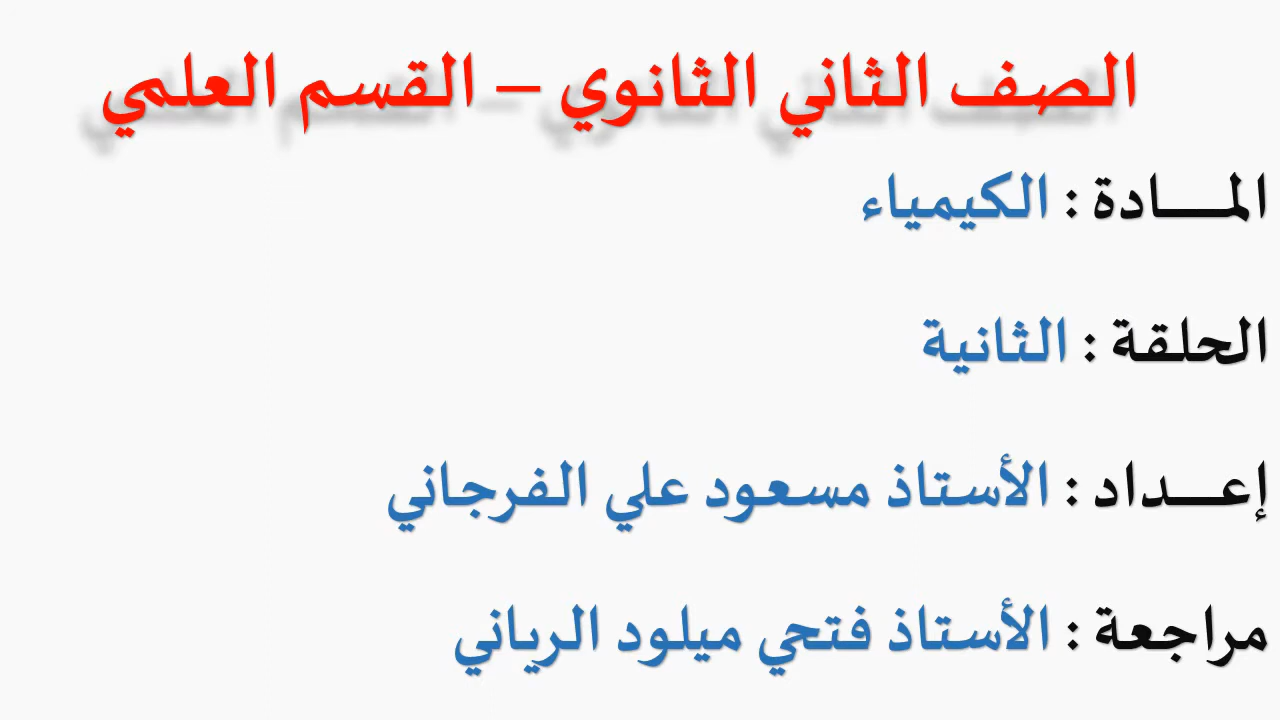 الصف الثاني الثانوي – القسم العلمي
المـــادة : الكيمياء
الحلقة : الثانية
إعـــداد : الأستاذ مسعود علي الفرجاني
مراجعة : الأستاذ فتحي ميلود الرياني